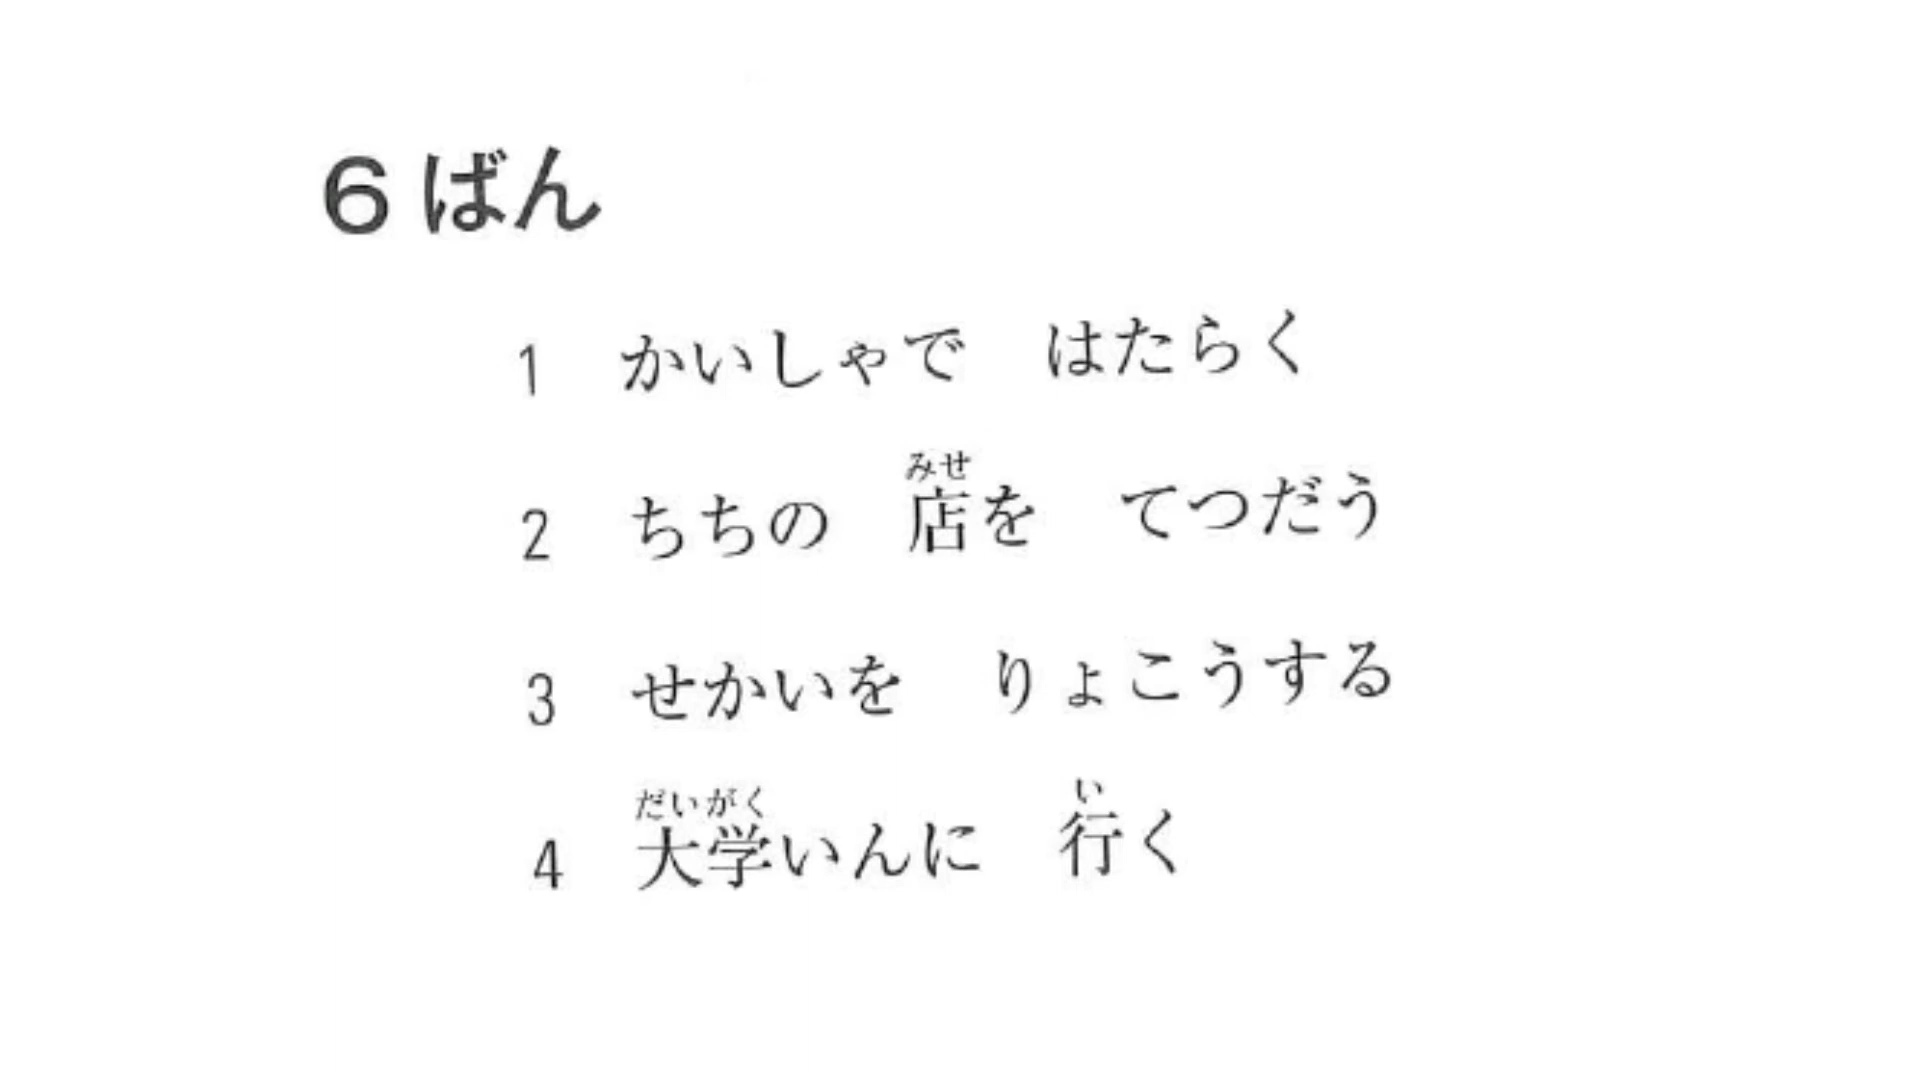 6ばん
1 かいしゃで はたらく
みせ
2 ちちの 店を てつだう
3 せかいを りょこうする
だいがく い
4 大学いんに 行く